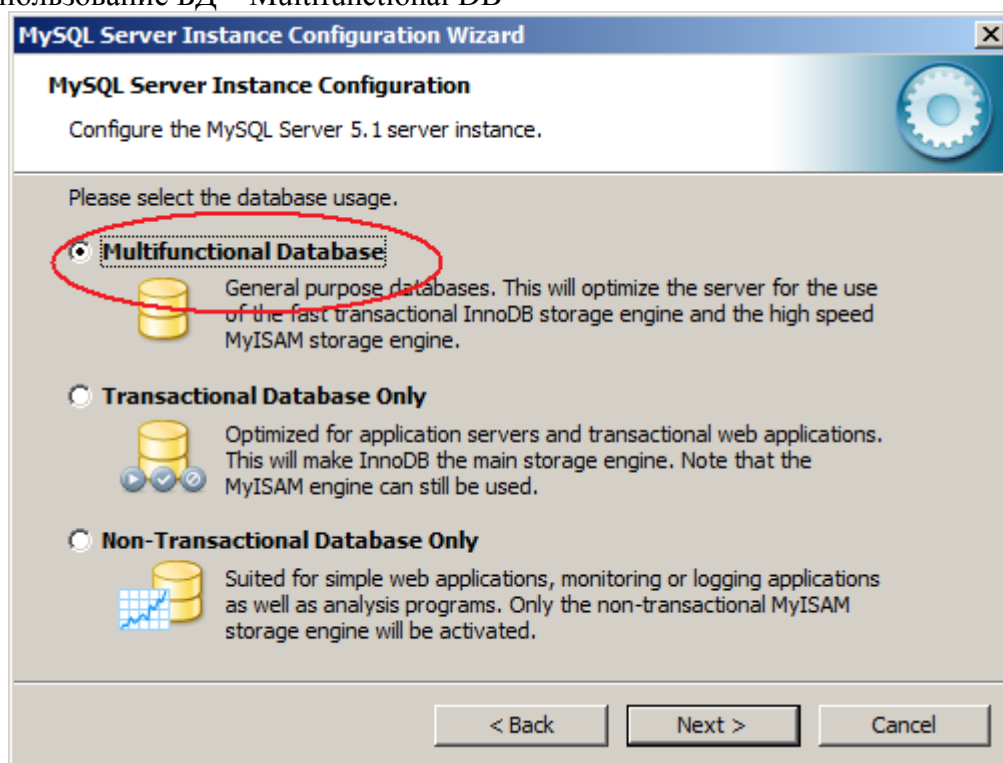 пользование БД – Multifunctional DB
MySQL Server Instance Configuration Wizard
MySQL Server Instance Configuration
Configure the MySQL Server 5.1 server instance.
Please select the database usage.
Multifunctional Database
General purpose databases. This will optimize the server for the use
of the fast transactional InnoDB storage engine and the high speed
MyISAM storage engine.
Transactional Database Only
Optimized for application servers and transactional web applications.
This will make InnoDB the main storage engine. Note that the
MyISAM engine can still be used.
Non-Transactional Database Only
Suited for simple web applications, monitoring or logging applications
as well as analysis programs. Only the non-transactional MyISAM
storage engine will be activated.
< Back Next > Cancel